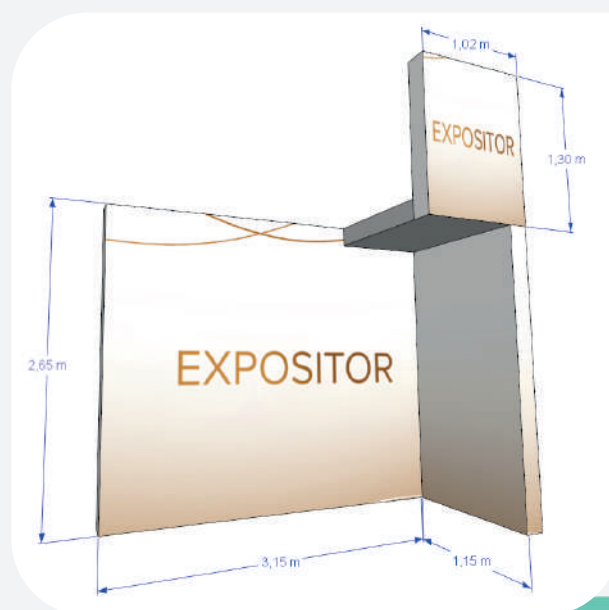 1,02 m
EXPOSITOR
1,30 m
2,65 m
EXPOSITOR
3,15 m
1,15 m